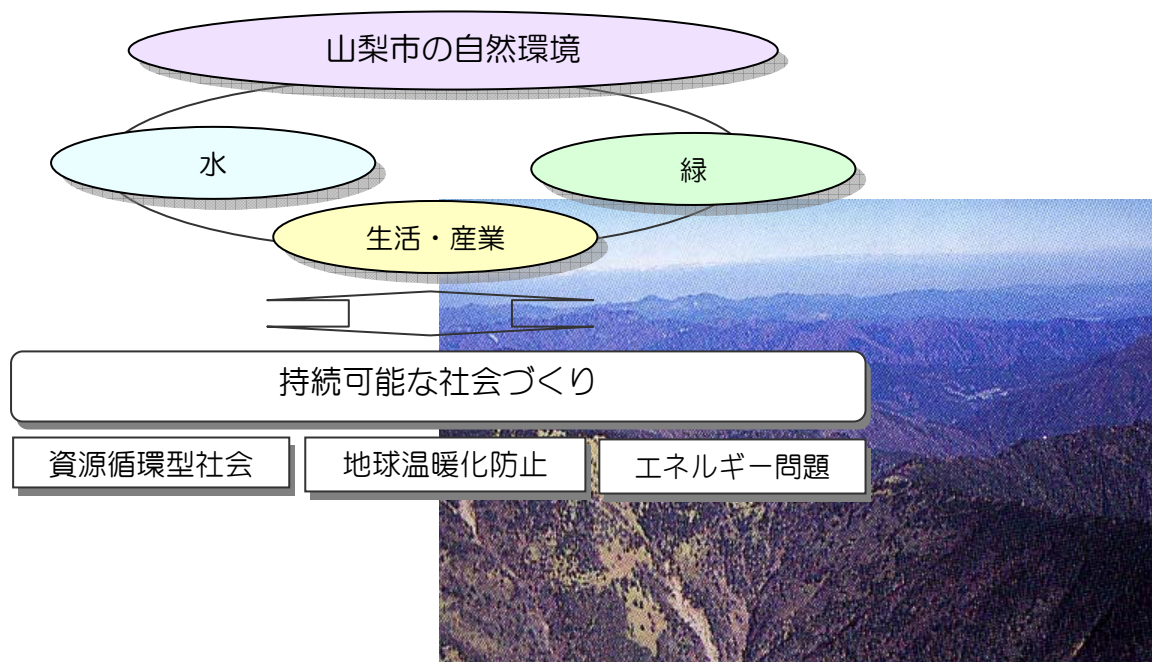 山梨市の自然環境
水
緑
生活・産業
持続可能な社会づくり
資源循環型社会
地球温暖化防止
エネルギー問題